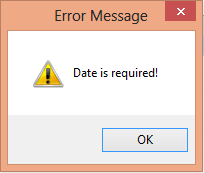 Error Message
Date is required!
OK